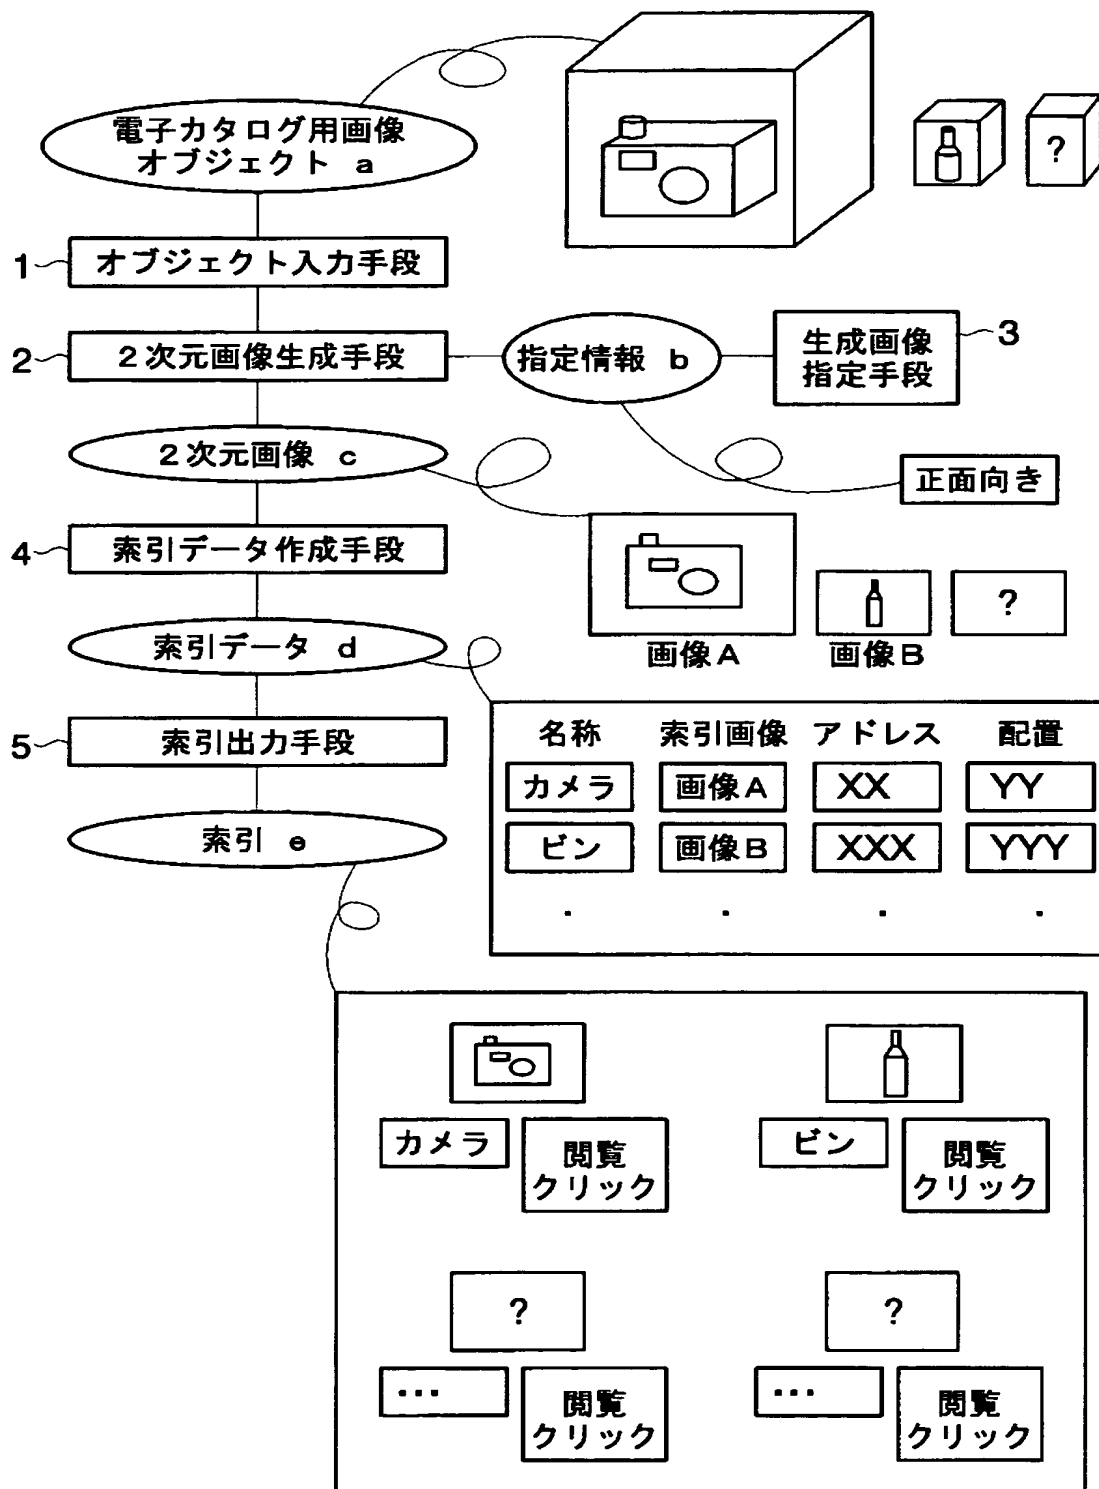 電子カタログ用画像
オブジェクト a
?
1
オブジェクト入力手段
2
2次元画像生成手段
指定情報 b
生成画像
指定手段
3
2次元画像 c
正面向き
4
索引データ作成手段
?
画像A
画像B
索引データ d
5
索引出力手段
名称 索引画像 アドレス 配置
カメラ 画像A XX YY
ビン 画像B XXX YYY
. . . .
索引 e
カメラ
閲覧
クリック
ビン
閲覧
クリック
?
?
...
閲覧
クリック
...
閲覧
クリック